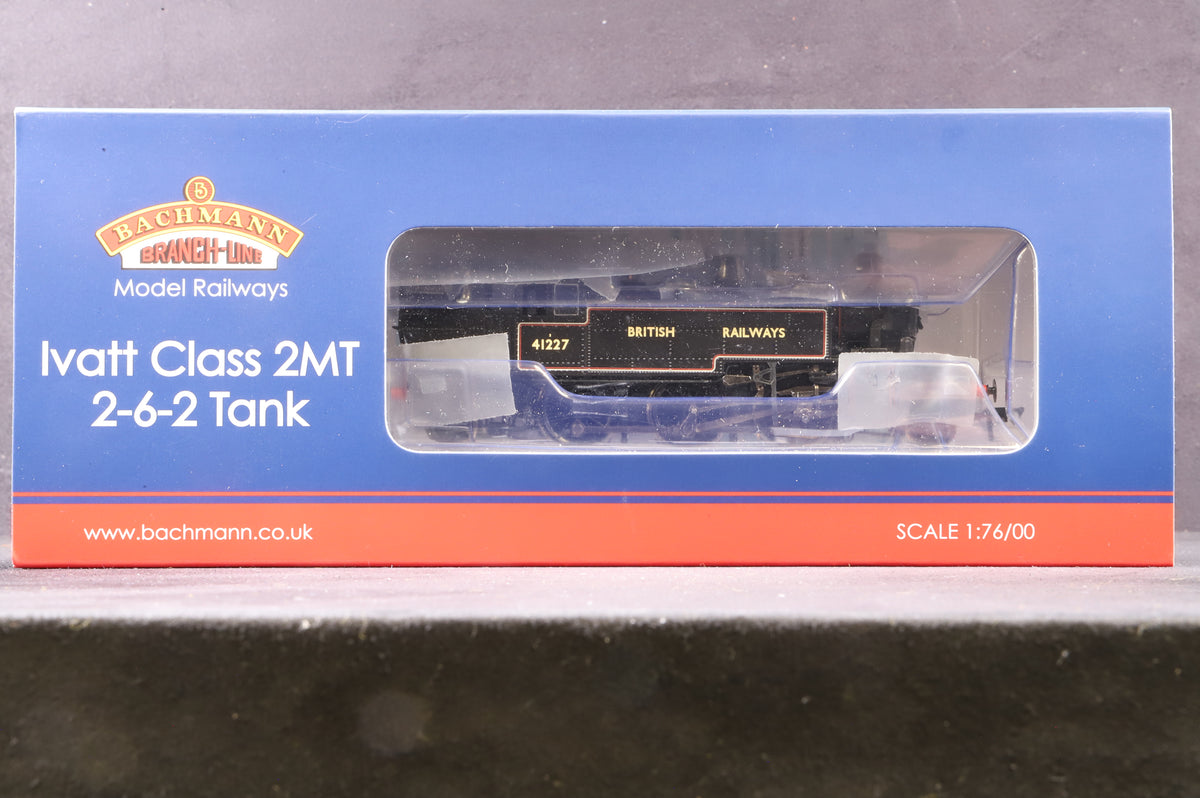 5
BACHMANN
BRANCH-LINE
Model Railways
Ivatt Class 2MT
2-6-2 Tank
41227
BRITISH RAILWAYS
www.bachmann.co.uk
SCALE 1:76/00